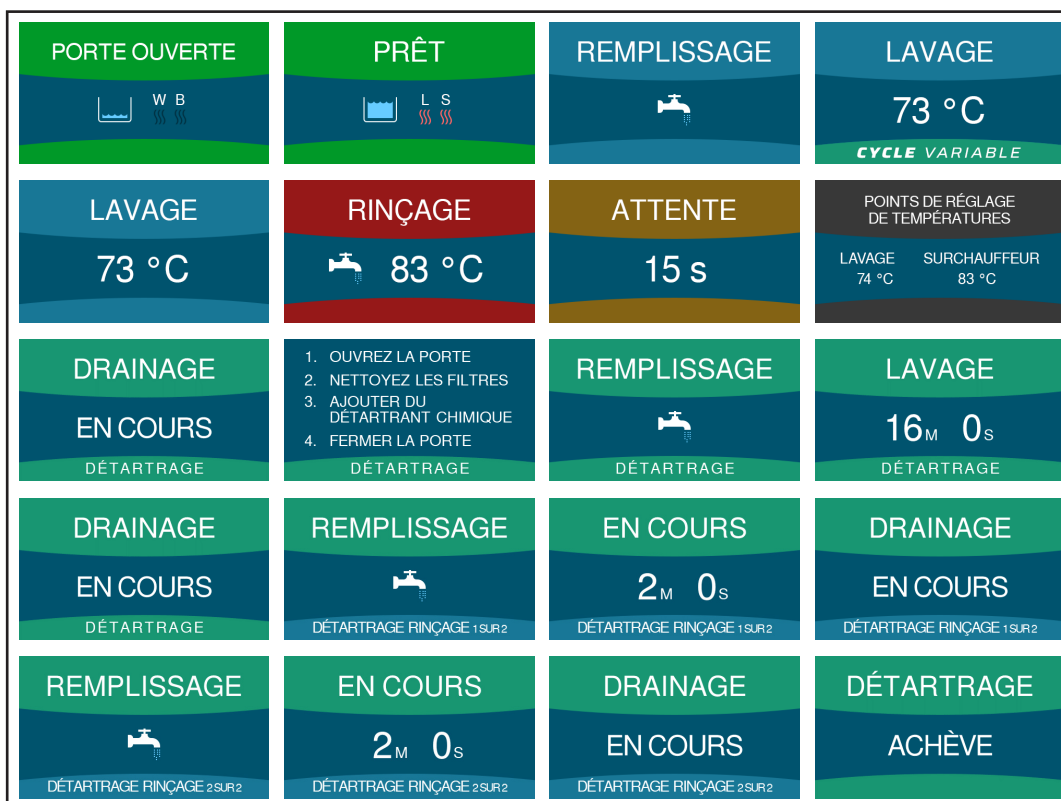 PORTE OUVERTE
W B
PRÊT
L S
REMPLISSAGE
LAVAGE
73 °C
CYCLE VARIABLE
LAVAGE
73 °C
RINÇAGE
83 °C
ATTENTE
15 s
POINTS DE RÉGLAGE
DE TEMPÉRATURES
LAVAGE SURCHAUFFEUR
74 °C 83 °C
DRAINAGE
EN COURS
DÉTARTRAGE
1. OUVREZ LA PORTE
2. NETTOYEZ LES FILTRES
3. AJOUTER DU
DÉTARTRANT CHIMIQUE
4. FERMER LA PORTE
DÉTARTRAGE
REMPLISSAGE
DÉTARTRAGE
LAVAGE
16M 0S
DÉTARTRAGE
DRAINAGE
EN COURS
DÉTARTRAGE
REMPLISSAGE
DÉTARTRAGE RINÇAGE 1 SUR 2
EN COURS
2M 0S
DÉTARTRAGE RINÇAGE 1 SUR 2
DRAINAGE
EN COURS
DÉTARTRAGE RINÇAGE 1 SUR 2
REMPLISSAGE
DÉTARTRAGE RINÇAGE 2 SUR 2
EN COURS
2M 0S
DÉTARTRAGE RINÇAGE 2 SUR 2
DRAINAGE
EN COURS
DÉTARTRAGE RINÇAGE 2 SUR 2
DÉTARTRAGE
ACHÈVE